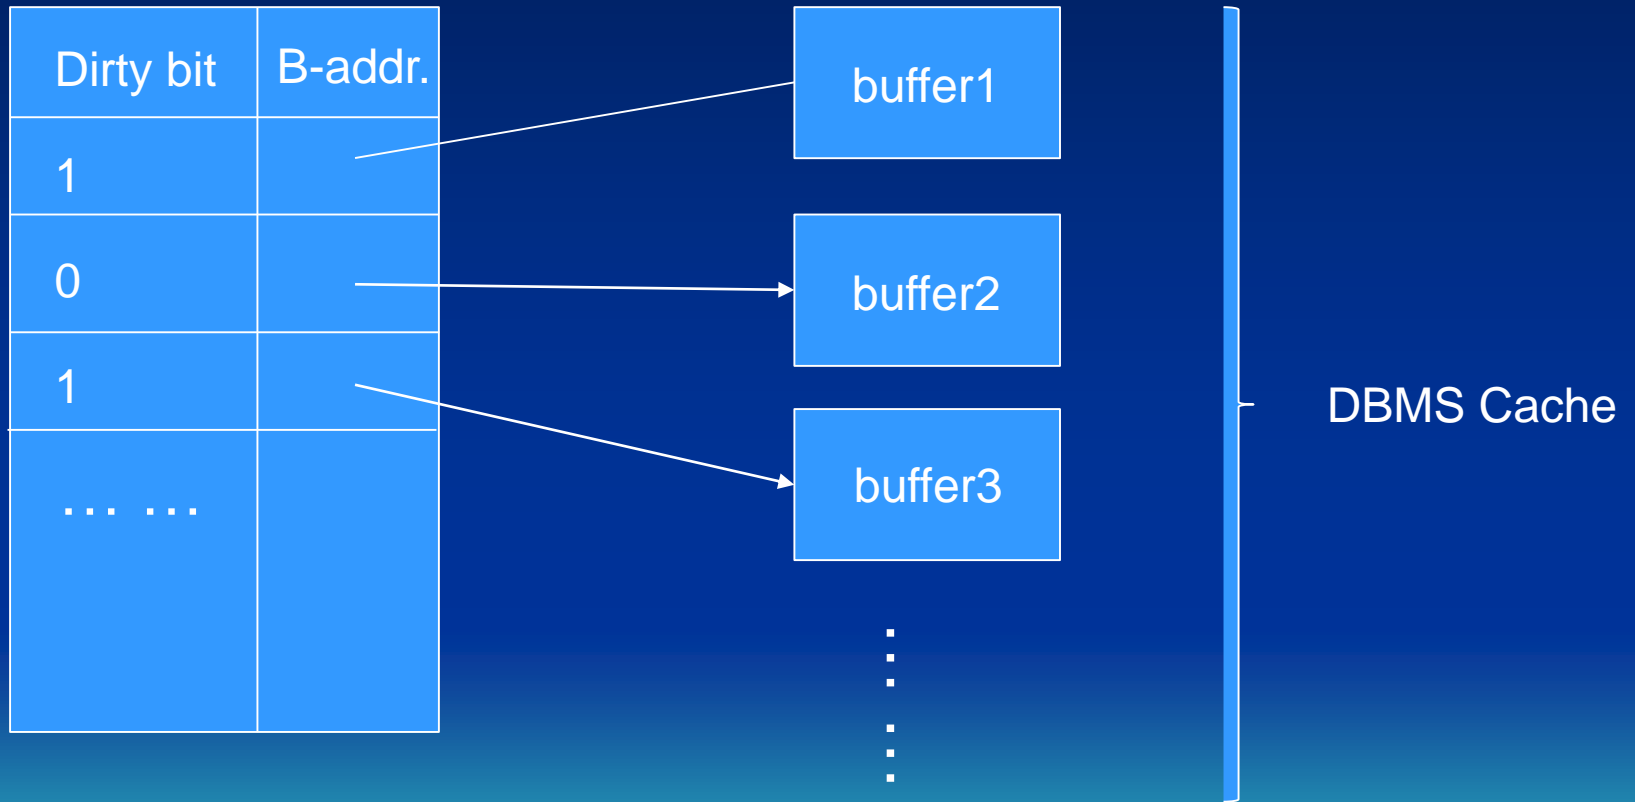 Dirty bit
B-addr.
buffer1
1
0
buffer2
1
DBMS Cache
buffer3
… …